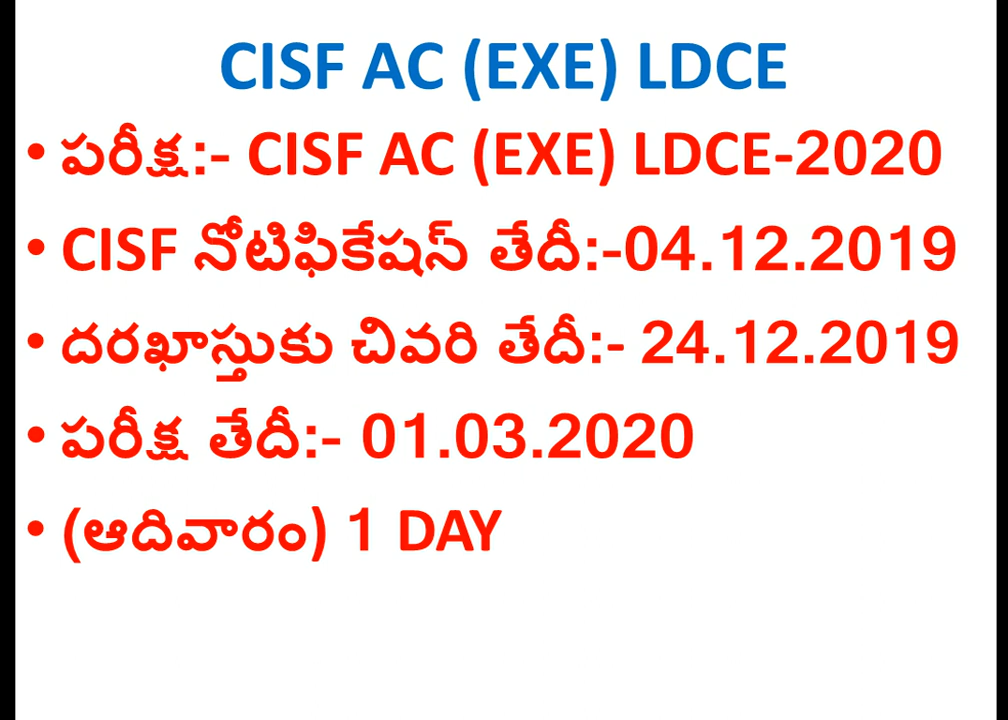 CISF AC (EXE) LDCE
• పరీక్ష:- CISF AC (EXE) LDCE-2020
• CISF నోటిఫికేషన్ తేదీ:-04.12.2019
• దరఖాస్తుకు చివరి తేదీ:- 24.12.2019
• పరీక్ష తేదీ:- 01.03.2020
• (ఆదివారం) 1 DAY